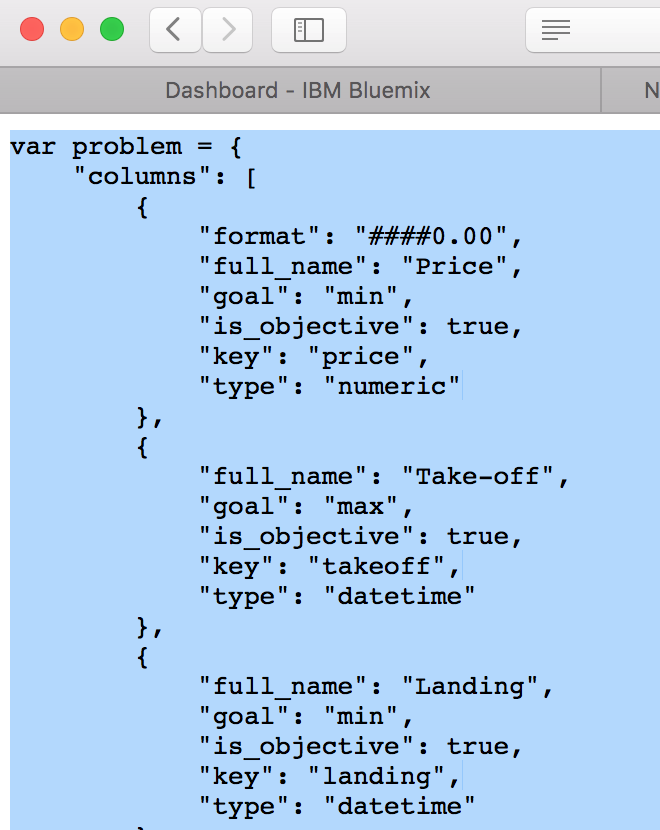 Dashboard - IBM Bluemix
N
var problem = {
    "columns": [
        {
            "format": "####0.00",
            "full_name": "Price",
            "goal": "min",
            "is_objective": true,
            "key": "price",
            "type": "numeric"
        },
        {
            "full_name": "Take-off",
            "goal": "max",
            "is_objective": true,
            "key": "takeoff",
            "type": "datetime"
        },
        {
            "full_name": "Landing",
            "goal": "min",
            "is_objective": true,
            "key": "landing",
            "type": "datetime"